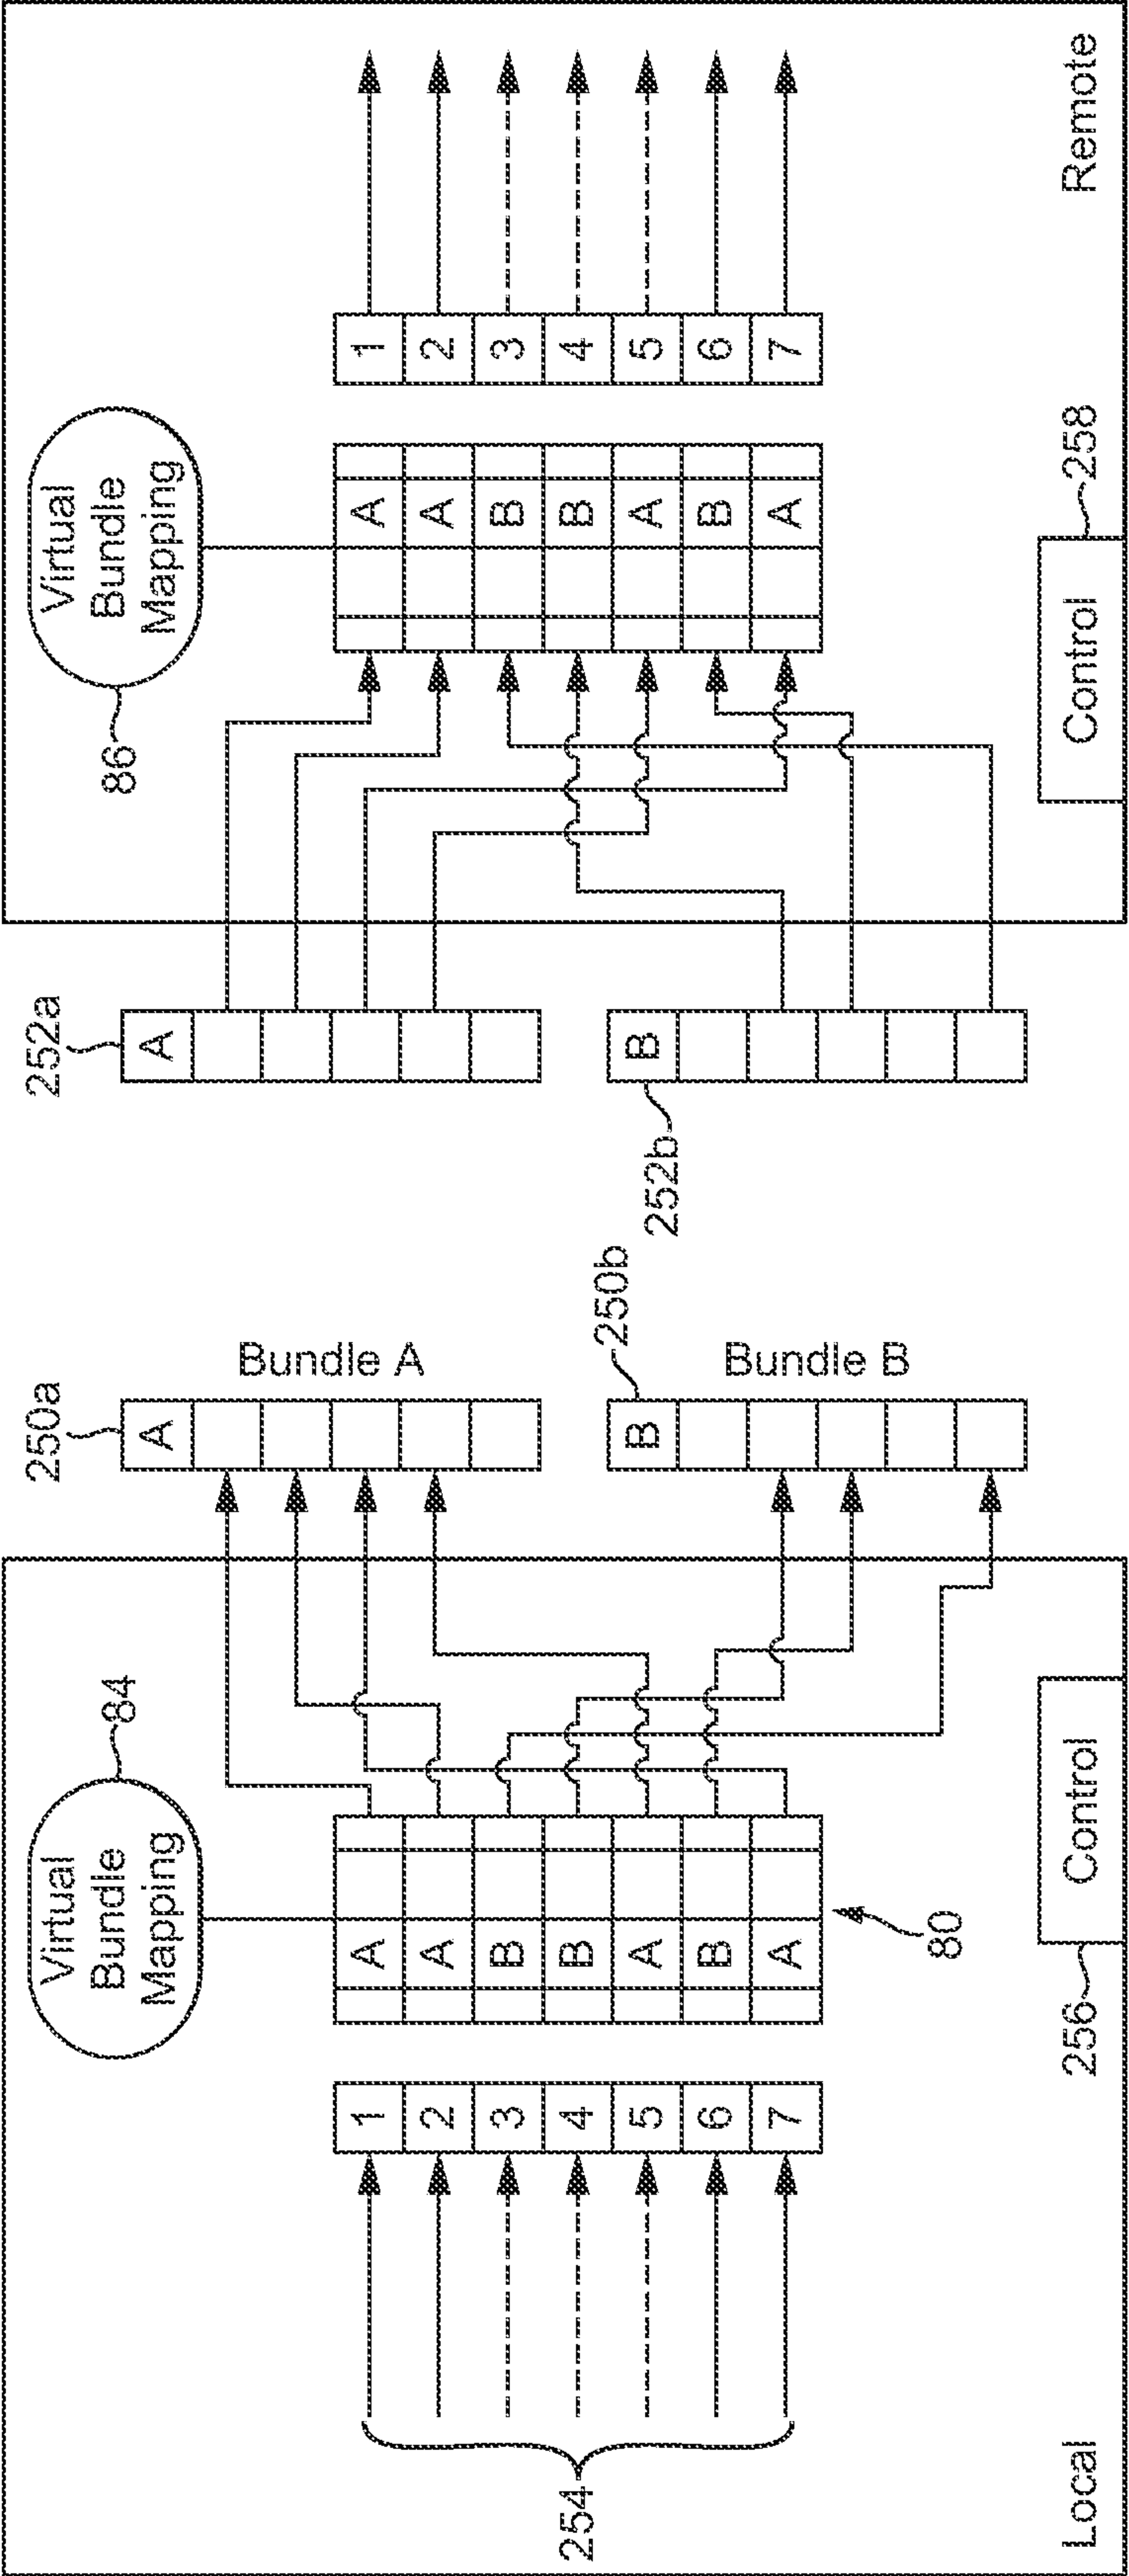 Virtual
Bundle
Mapping
84
1
2
3
4
5
6
7
A
A
B
B
A
B
A
254
80
256
Control
Local
250a
A
Bundle A
250b
B
Bundle B
252a
A
252b
B
Virtual
Bundle
Mapping
86
A
A
B
B
A
B
A
1
2
3
4
5
6
7
Control
258
Remote